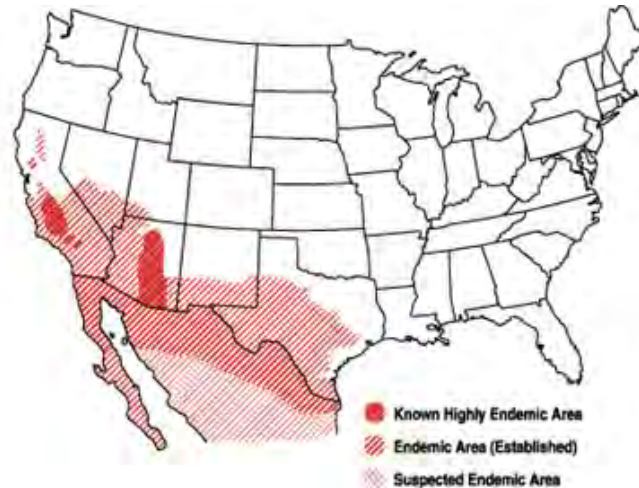 Known Highly Endemic Area
Endemic Area (Established)
Suspected Endemic Area